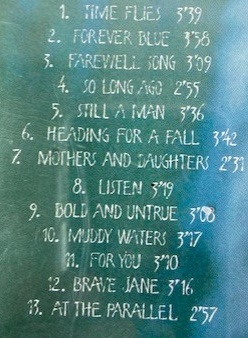 1. TIME FLIES 3'39
2. FOREVER BLUE 3'58
3. FAREWELL SONG 3'09
4. SO LONG AGO 2'55
5. STILL A MAN 3'36
6. HEADING FOR A FALL 3'42
7. MOTHERS AND DAUGHTERS 2'31
8. LISTEN 3'19
9. BOLD AND UNTRUE 3'08
10. MUDDY WATERS 3'17
11. FOR YOU 3'10
12. BRAVE JANE 3'16
13. AT THE PARALLEL 2'57